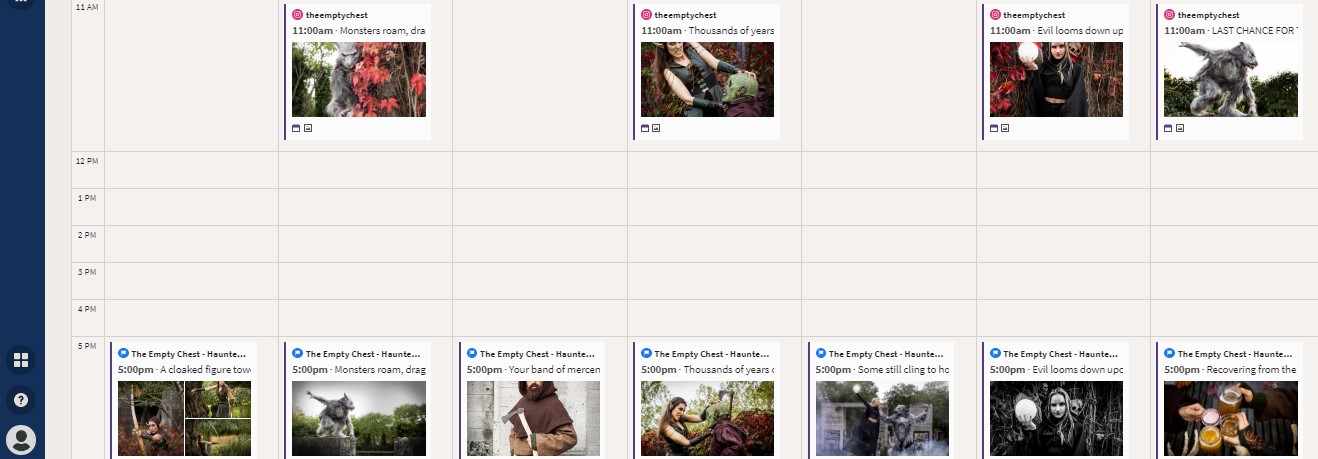 11 AM
theemptychest
11:00am · Monsters roam, dra
theemptychest
11:00am · Thousands of years
theemptychest
11:00am · Evil looms down up
theemptychest
11:00am · LAST CHANCE FOR
12 PM
1 PM
2 PM
3 PM
4 PM
5 PM
The Empty Chest - Haunte...
5:00pm · A cloaked figure tow
The Empty Chest - Haunte...
5:00pm · Monsters roam, drag
The Empty Chest - Haunte...
5:00pm · Your band of mercen
The Empty Chest - Haunte...
5:00pm · Thousands of years
The Empty Chest - Haunte...
5:00pm · Some still cling to ho
The Empty Chest - Haunte...
5:00pm · Evil looms down upo
The Empty Chest - Haunte...
5:00pm · Recovering from the